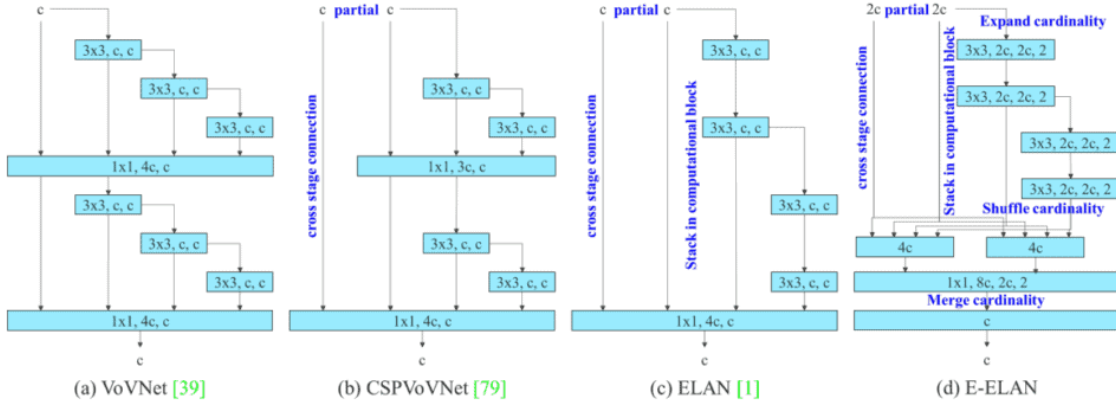 c
3x3, c, c
3x3, c, c
3x3, c, c
1x1, 4c, c
3x3, c, c
3x3, c, c
3x3, c, c
1x1, 4c, c
c
(a) VoVNet [39]
c partial c
cross stage connection
3x3, c, c
3x3, c, c
1x1, 3c, c
3x3, c, c
3x3, c, c
1x1, 4c, c
c
(b) CSPVoVNet [79]
c partial c
cross stage connection
Stack in computational block
3x3, c, c
3x3, c, c
3x3, c, c
3x3, c, c
1x1, 4c, c
c
(c) ELAN [1]
2c partial 2c
Expand cardinality
cross stage connection
Stack in computational block
3x3, 2c, 2c, 2
3x3, 2c, 2c, 2
3x3, 2c, 2c, 2
3x3, 2c, 2c, 2
Shuffle cardinality
4c 4c
1x1, 8c, 2c, 2
Merge cardinality
c
c
(d) E-ELAN